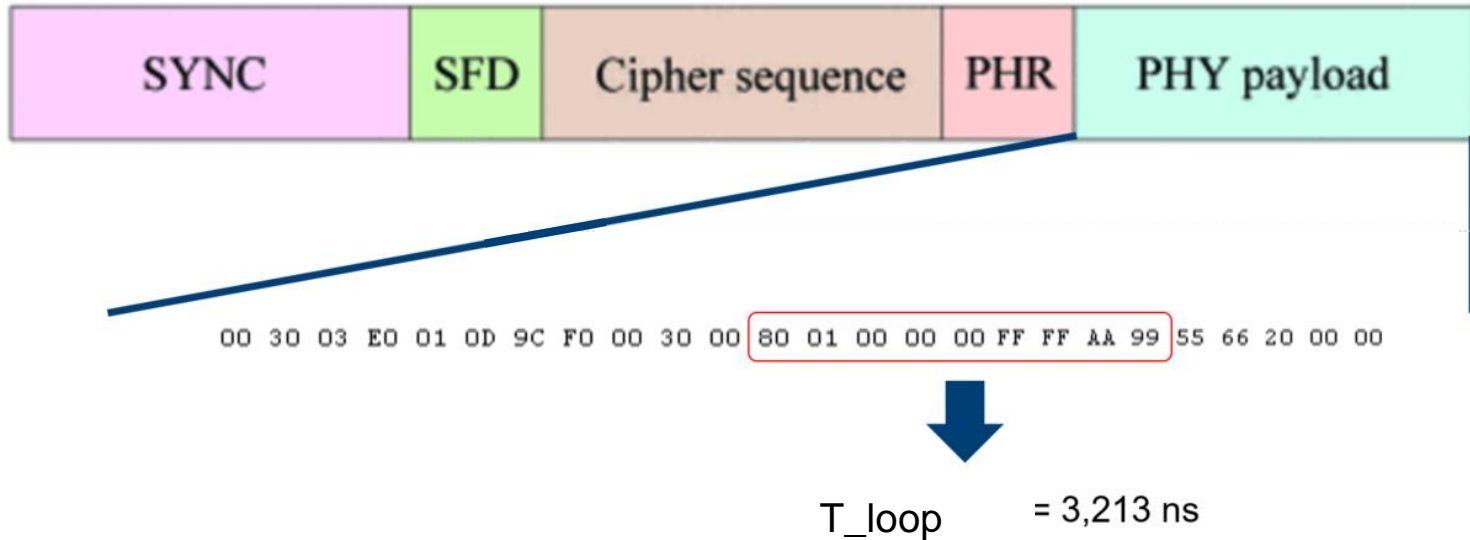 SYNC SFD Cipher sequence PHR PHY payload
00 30 03 E0 01 0D 9C F0 00 30 00 80 01 00 00 00 FF FF AA 99 55 66 20 00 00
T_loop = 3,213 ns